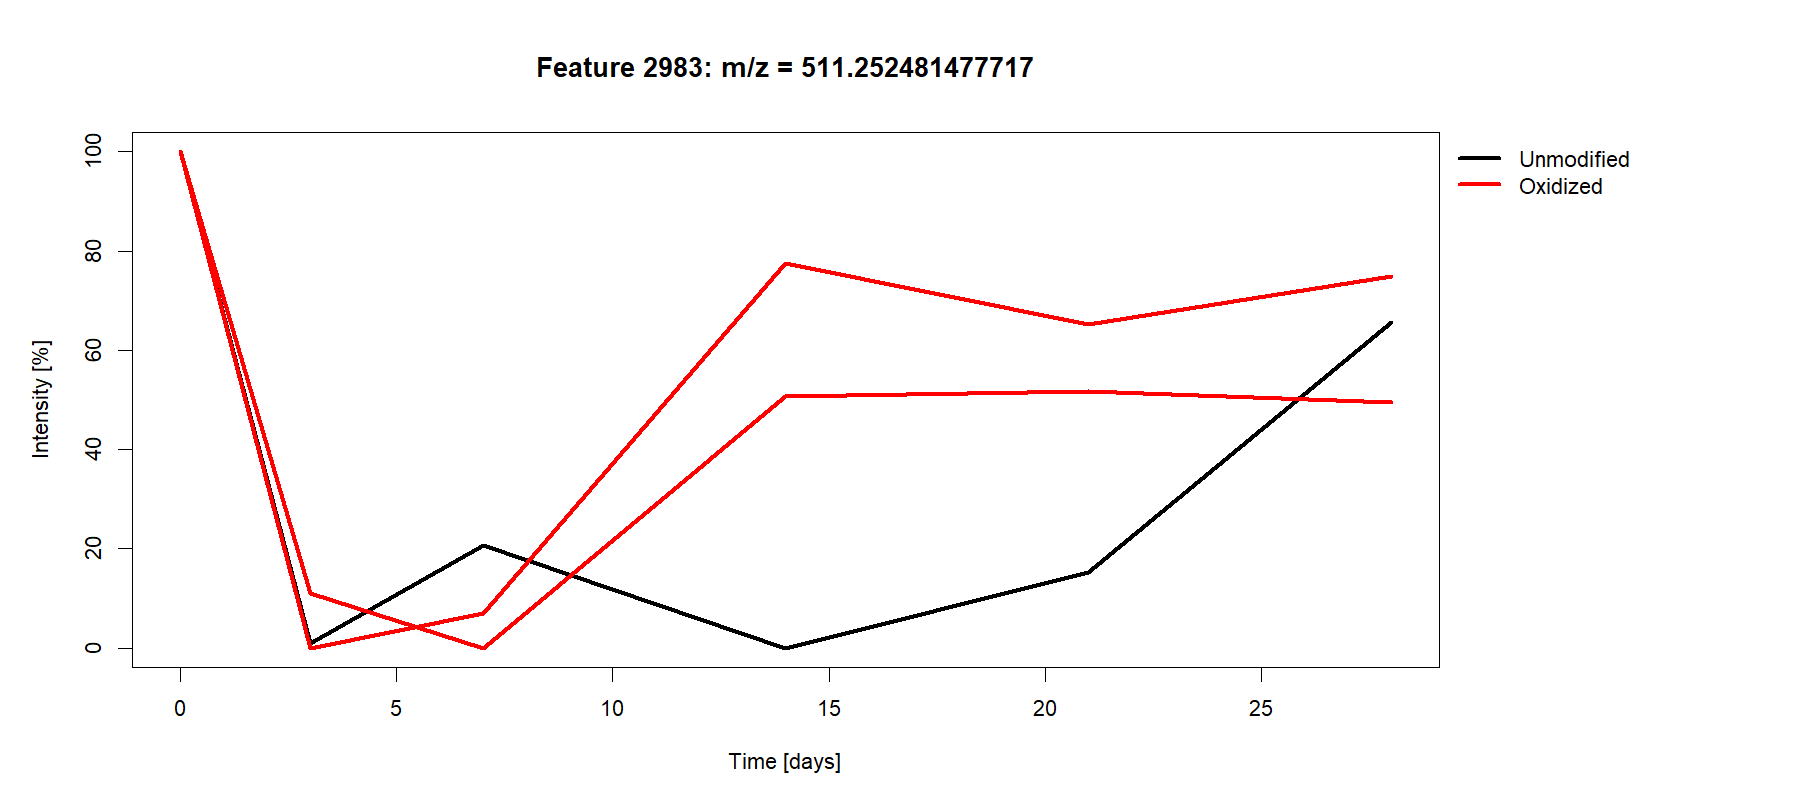 Feature 2983: m/z = 511.252481477717
Unmodified
Oxidized
Intensity [%]
100
80
60
40
20
0
0 5 10 15 20 25
Time [days]